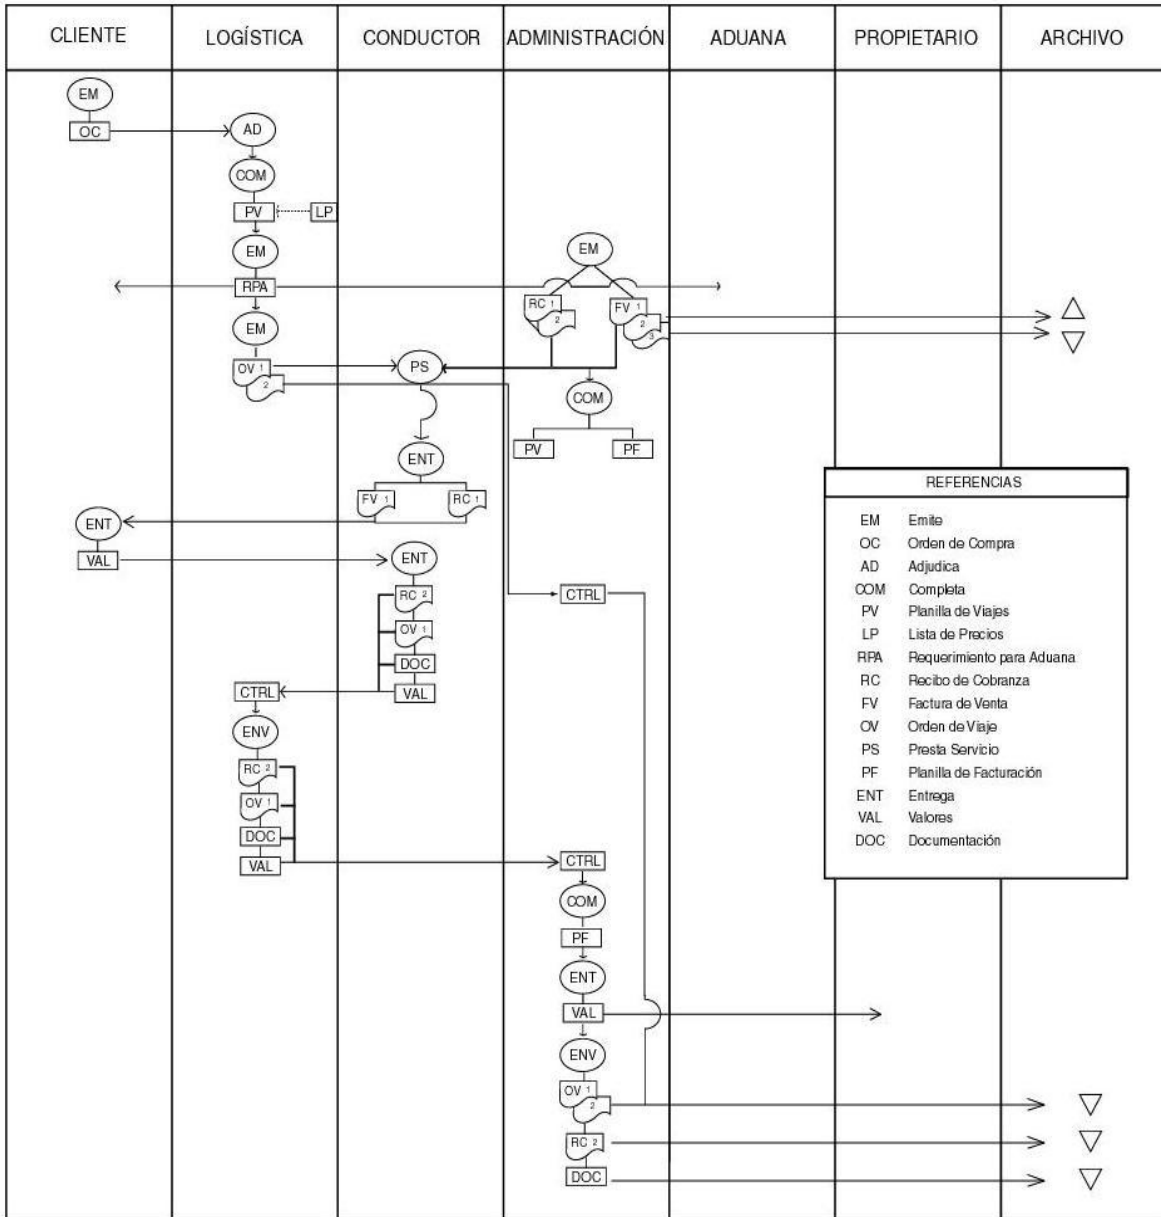 CLIENTE
LOGÍSTICA
CONDUCTOR
ADMINISTRACIÓN
ADUANA
PROPIETARIO
ARCHIVO
EM
OC
AD
COM
PV
LP
EM
EM
RPA
RC 1
2
FV 1
2
3
EM
OV 1
2
PS
COM
PV
PF
ENT
FV 1
RC 1
ENT
VAL
ENT
RC 2
CTRL
OV 1
DOC
CTRL
VAL
ENV
RC 2
OV 1
DOC
VAL
CTRL
COM
PF
ENT
VAL
ENV
OV 1
2
RC 2
DOC
REFERENCIAS
EM Emite
OC Orden de Compra
AD Adjudica
COM Completa
PV Planilla de Viajes
LP Lista de Precios
RPA Requerimiento para Aduana
RC Recibo de Cobranza
FV Factura de Venta
OV Orden de Viaje
PS Presta Servicio
PF Planilla de Facturación
ENT Entrega
VAL Valores
DOC Documentación